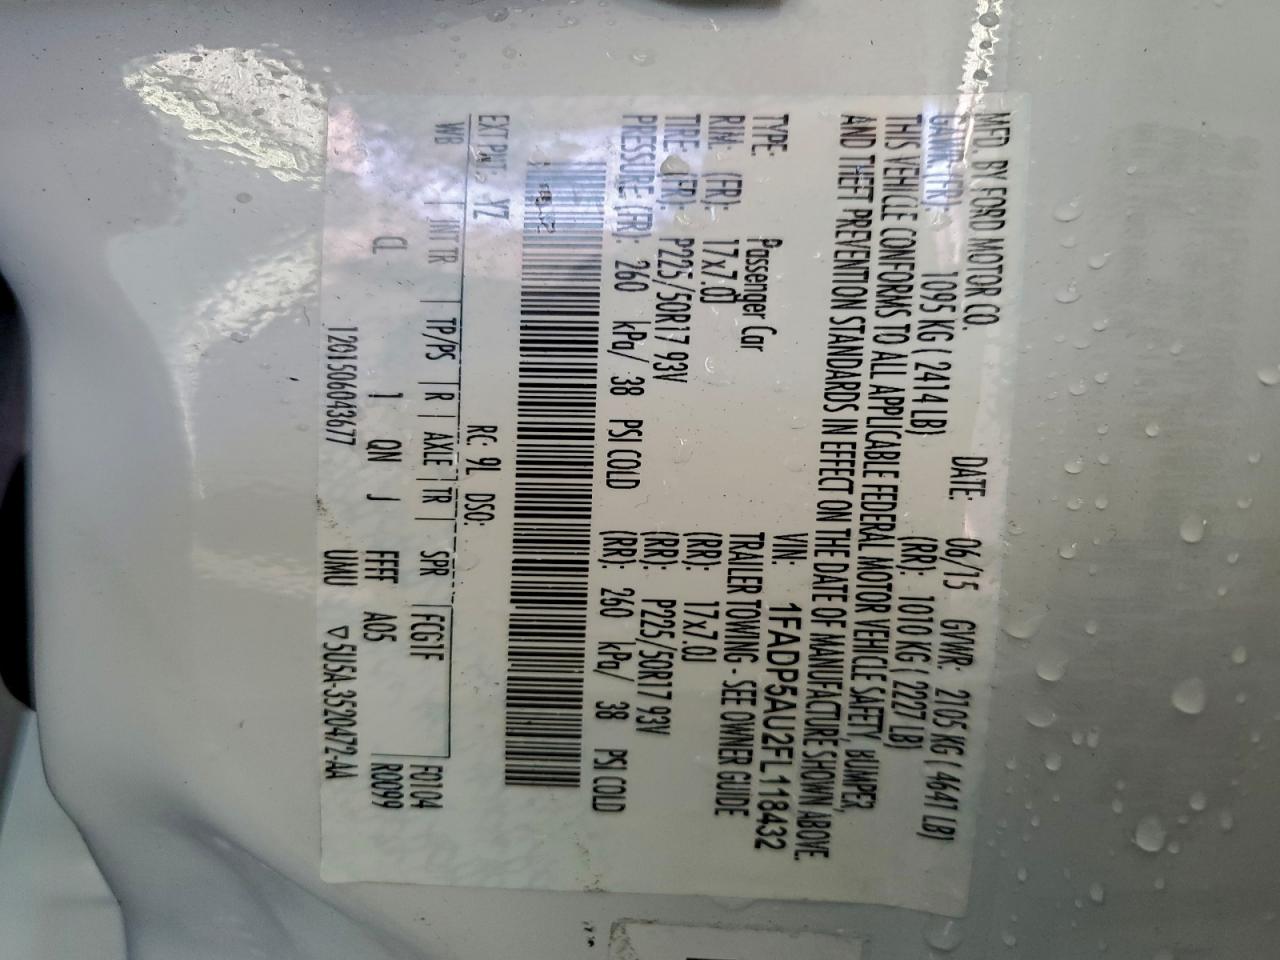 MFD. BY FORD MOTOR CO.
DATE: 06/15 GVWR: 2105 KG ( 4641 LB)
GAWR (FR): 1095 KG ( 2414 LB) (RR): 1010 KG ( 2227 LB)
THIS VEHICLE CONFORMS TO ALL APPLICABLE FEDERAL MOTOR VEHICLE SAFETY, BUMPER,
AND THEFT PREVENTION STANDARDS IN EFFECT ON THE DATE OF MANUFACTURE SHOWN ABOVE.
VIN: 1FADP5AU2FL118432
TYPE: Passenger Car TRAILER TOWING - SEE OWNER GUIDE
RIM: (FR): 17x7.0J (RR): 17x7.0J
TIRE: (FR): P225/50R17 93V (RR): P225/50R17 93V
PRESSURE (FR): 260 kPa/ 38 PSI COLD (RR): 260 kPa/ 38 PSI COLD
EXT PNT: YZ RC: 9L DSO:
WB | INT TR | TP/PS | R | AXLE | TR | SPR FCG1F F0104
CL 1 QN J FFFF A05 R0099
1201506043677 UMU ▽5U5A-3520472-AA